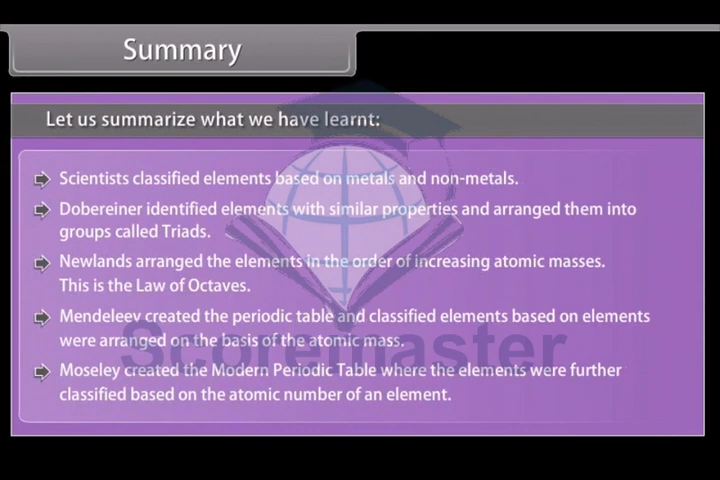 Summary
Let us summarize what we have learnt:
Scientists classified elements based on metals and non-metals.
Dobereiner identified elements with similar properties and arranged them into
groups called Triads.
Newlands arranged the elements in the order of increasing atomic masses.
This is the Law of Octaves.
Mendeleev created the periodic table and classified elements based on elements
were arranged on the basis of the atomic mass.
Scoremaster
Moseley created the Modern Periodic Table where the elements were further
classified based on the atomic number of an element.